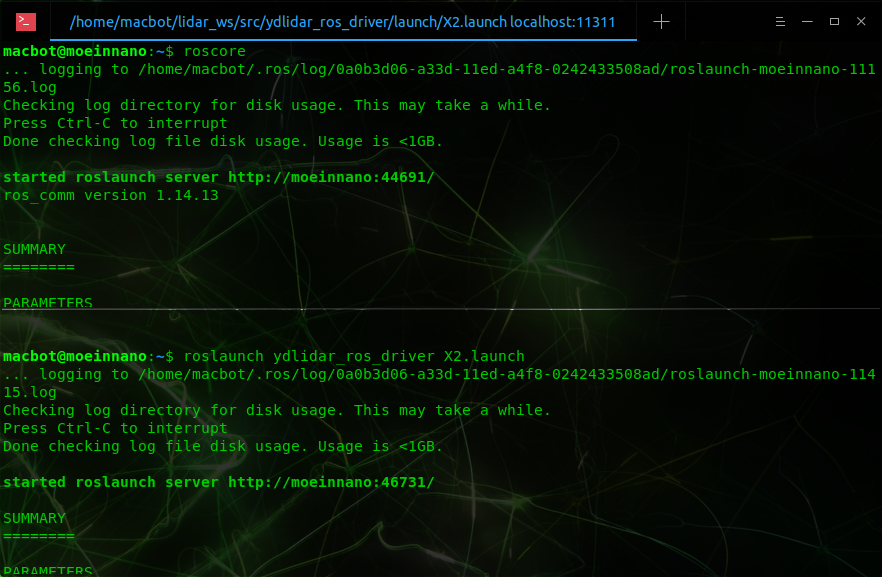 /home/macbot/lidar_ws/src/ydlidar_ros_driver/launch/X2.launch localhost:11311
macbot@moeinnano:~$ roscore
... logging to /home/macbot/.ros/log/0a0b3d06-a33d-11ed-a4f8-0242433508ad/roslaunch-moeinnano-111
56.log
Checking log directory for disk usage. This may take a while.
Press Ctrl-C to interrupt
Done checking log file disk usage. Usage is <1GB.
started roslaunch server http://moeinnano:44691/
ros_comm version 1.14.13
SUMMARY
========
PARAMETERS
macbot@moeinnano:~$ roslaunch ydlidar_ros_driver X2.launch
... logging to /home/macbot/.ros/log/0a0b3d06-a33d-11ed-a4f8-0242433508ad/roslaunch-moeinnano-114
15.log
Checking log directory for disk usage. This may take a while.
Press Ctrl-C to interrupt
Done checking log file disk usage. Usage is <1GB.
started roslaunch server http://moeinnano:46731/
SUMMARY
========
PARAMETERS